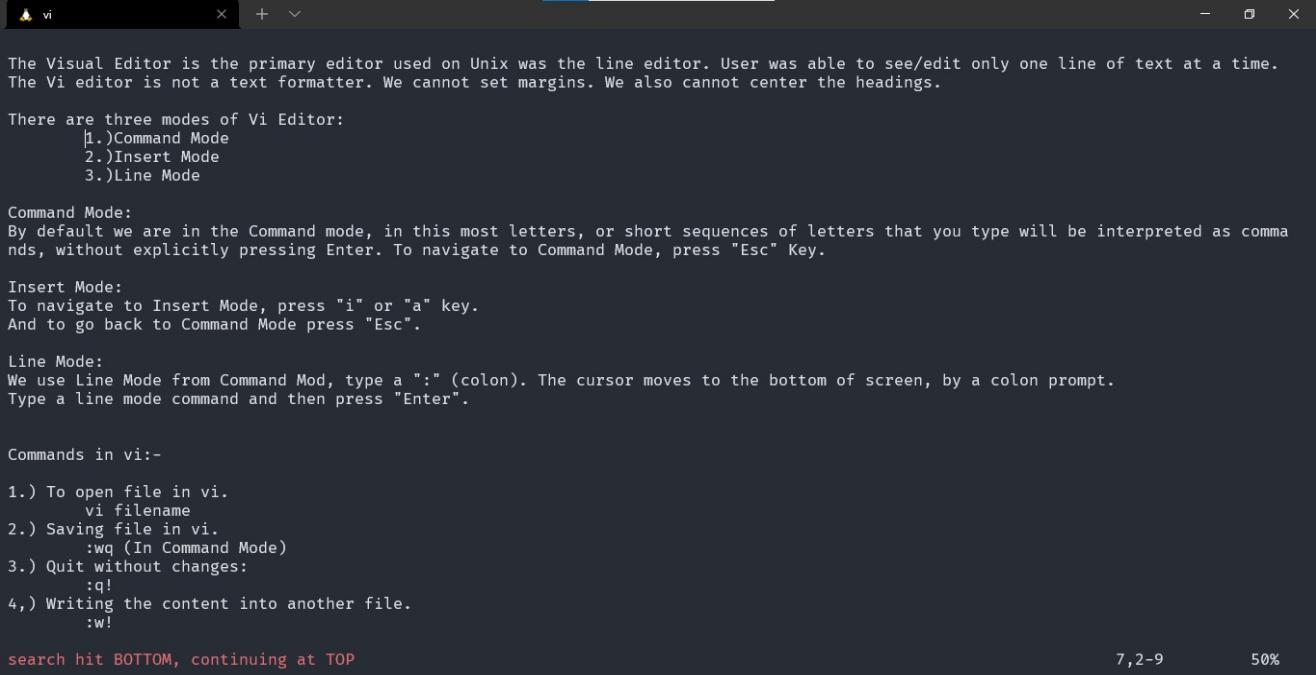 vi
The Visual Editor is the primary editor used on Unix was the line editor. User was able to see/edit only one line of text at a time.
The Vi editor is not a text formatter. We cannot set margins. We also cannot center the headings.
There are three modes of Vi Editor:
1.)Command Mode
2.)Insert Mode
3.)Line Mode
Command Mode:
By default we are in the Command mode, in this most letters, or short sequences of letters that you type will be interpreted as comma
nds, without explicitly pressing Enter. To navigate to Command Mode, press "Esc" Key.
Insert Mode:
To navigate to Insert Mode, press "i" or "a" key.
And to go back to Command Mode press "Esc".
Line Mode:
We use Line Mode from Command Mod, type a ":" (colon). The cursor moves to the bottom of screen, by a colon prompt.
Type a line mode command and then press "Enter".
Commands in vi:-
1.) To open file in vi.
vi filename
2.) Saving file in vi.
:wq (In Command Mode)
3.) Quit without changes:
:q!
4,) Writing the content into another file.
:w!
search hit BOTTOM, continuing at TOP 7,2-9 50%